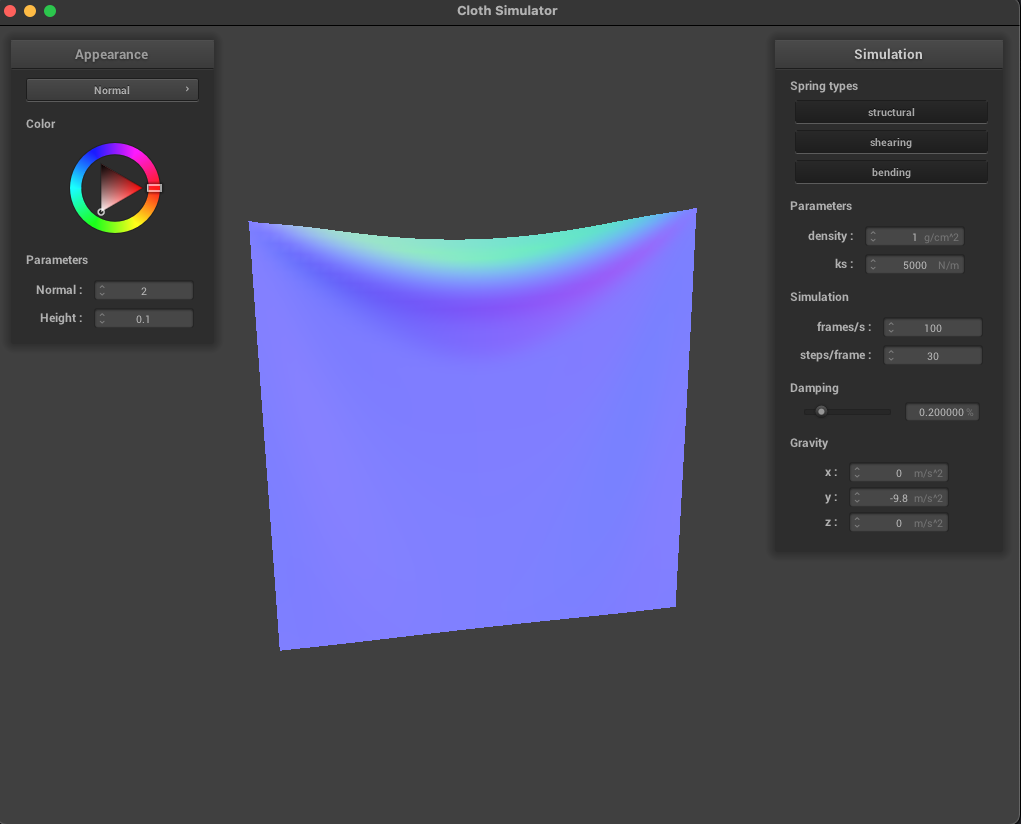 Cloth Simulator
Appearance
Normal ›
Color
Parameters
Normal : 2
Height : 0.1
Simulation
Spring types
structural
shearing
bending
Parameters
density : 1 g/cm^2
ks : 5000 N/m
Simulation
frames/s : 100
steps/frame : 30
Damping
0.200000 %
Gravity
x : 0 m/s^2
y : -9.8 m/s^2
z : 0 m/s^2